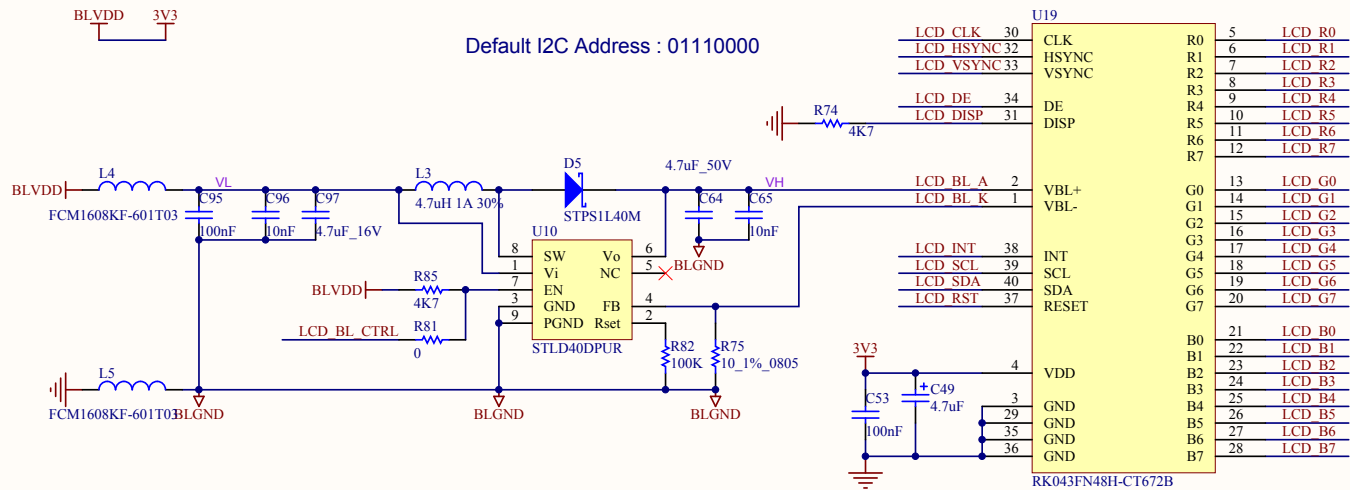 BLVDD 3V3
Default I2C Address : 01110000
BLVDD
L4
FCM1608KF-601T03
VL
C95
100nF
C96
10nF
C97
4.7uF_16V
L3
4.7uH 1A 30%
D5
STPS1L40M
4.7uF_50V
C64
VH
C65
10nF
BLGND
U10
8 SW Vo 6
1 Vi NC 5
7 EN
3 GND FB 4
9 PGND Rset 2
STLD40DPUR
BLVDD
R85
4K7
LCD_BL_CTRL
R81
0
R82
100K
R75
10_1%_0805
L5
FCM1608KF-601T03
BLGND
BLGND
BLGND
R74
4K7
U19
LCD_CLK 30 CLK R0 5 LCD_R0
LCD_HSYNC 32 HSYNC R1 6 LCD_R1
LCD_VSYNC 33 VSYNC R2 7 LCD_R2
R3 8 LCD_R3
LCD_DE 34 DE R4 9 LCD_R4
LCD_DISP 31 DISP R5 10 LCD_R5
R6 11 LCD_R6
R7 12 LCD_R7
LCD_BL_A 2 VBL+ G0 13 LCD_G0
LCD_BL_K 1 VBL- G1 14 LCD_G1
G2 15 LCD_G2
G3 16 LCD_G3
LCD_INT 38 INT G4 17 LCD_G4
LCD_SCL 39 SCL G5 18 LCD_G5
LCD_SDA 40 SDA G6 19 LCD_G6
LCD_RST 37 RESET G7 20 LCD_G7
B0 21 LCD_B0
B1 22 LCD_B1
4 VDD B2 23 LCD_B2
B3 24 LCD_B3
3 GND B4 25 LCD_B4
29 GND B5 26 LCD_B5
35 GND B6 27 LCD_B6
36 GND B7 28 LCD_B7
RK043FN48H-CT672B
3V3
C53
100nF
+
C49
4.7uF